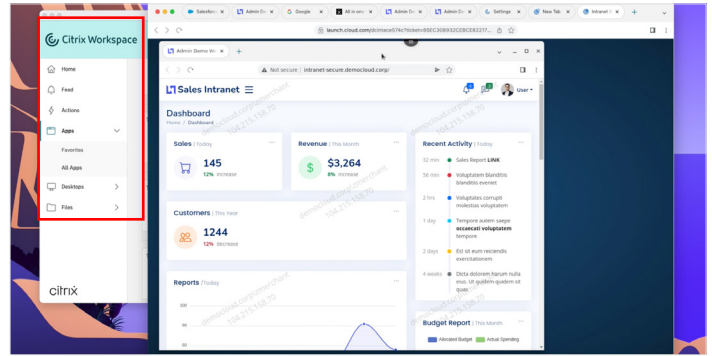 Citrix Workspace
Home
Feed
Actions
Apps
Favorites
All Apps
Desktops
Files
citrix
Salesforc
Admin De
Google
All in one
Admin De
Admin De
Settings
New Tab
Intranet S
launch.cloud.com/
Admin Demo We
Not secure | intranet-secure.democloud.corp/
Sales Intranet
User
Dashboard
Home / Dashboard
Sales | Today
145
12% increase
Revenue | This Month
$3,264
8% increase
Customers | This Year
1244
12% decrease
Reports /Today
100
80
60
Recent Activity | Today
32 min Sales Report LINK
56 min Voluptatem blanditiis
blanditiis eveniet
2 hrs Voluptates corrupti
molestias voluptatem
1 day Tempore autem saepe
occaecati voluptatem
tempore
2 days Est sit eum reiciendis
exercitationem
4 weeks Dicta dolorem harum nulla
eius. Ut quidem quidem sit
quas
Budget Report | This Month
Allocated Budget Actual Spending